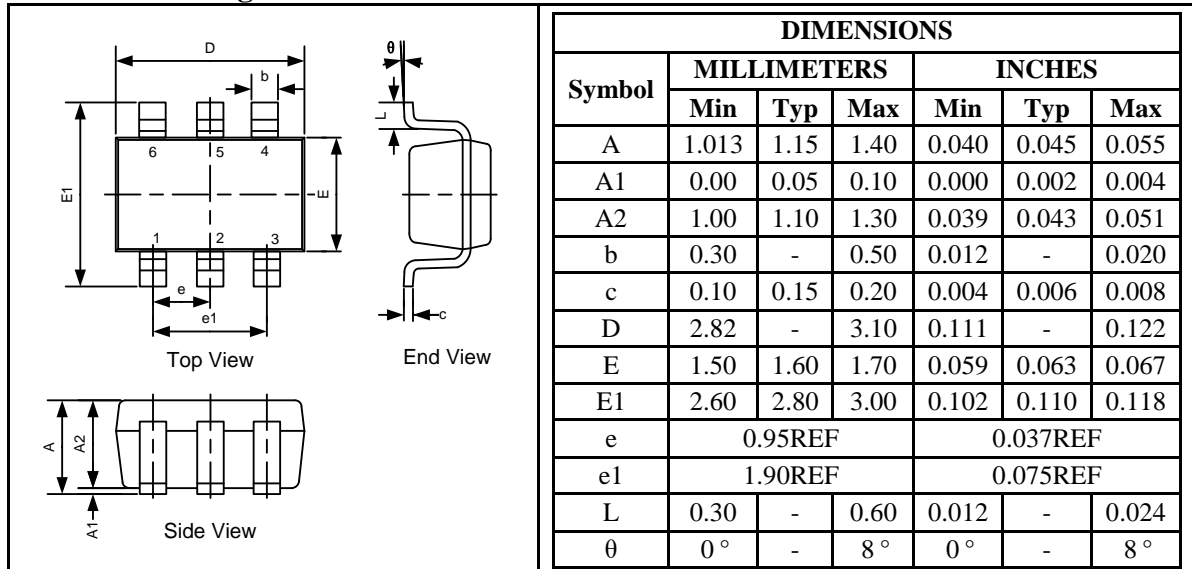 D
b
6 5 4
E1
E
1 2 3
e
e1
Top View
θ
L
c
End View
A
A2
A1
Side View
DIMENSIONS
Symbol MILLIMETERS INCHES
Min Typ Max Min Typ Max
A 1.013 1.15 1.40 0.040 0.045 0.055
A1 0.00 0.05 0.10 0.000 0.002 0.004
A2 1.00 1.10 1.30 0.039 0.043 0.051
b 0.30 - 0.50 0.012 - 0.020
c 0.10 0.15 0.20 0.004 0.006 0.008
D 2.82 - 3.10 0.111 - 0.122
E 1.50 1.60 1.70 0.059 0.063 0.067
E1 2.60 2.80 3.00 0.102 0.110 0.118
e 0.95REF 0.037REF
e1 1.90REF 0.075REF
L 0.30 - 0.60 0.012 - 0.024
θ 0 ° - 8 ° 0 ° - 8 °